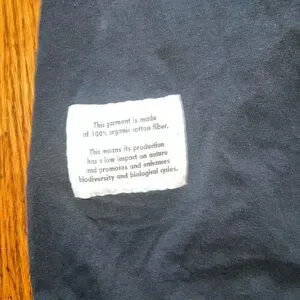 This garment is made
of 100% organic cotton fiber.
This means its production
has a low impact on nature
and promotes and enhances
biodiversity and biological cycles.